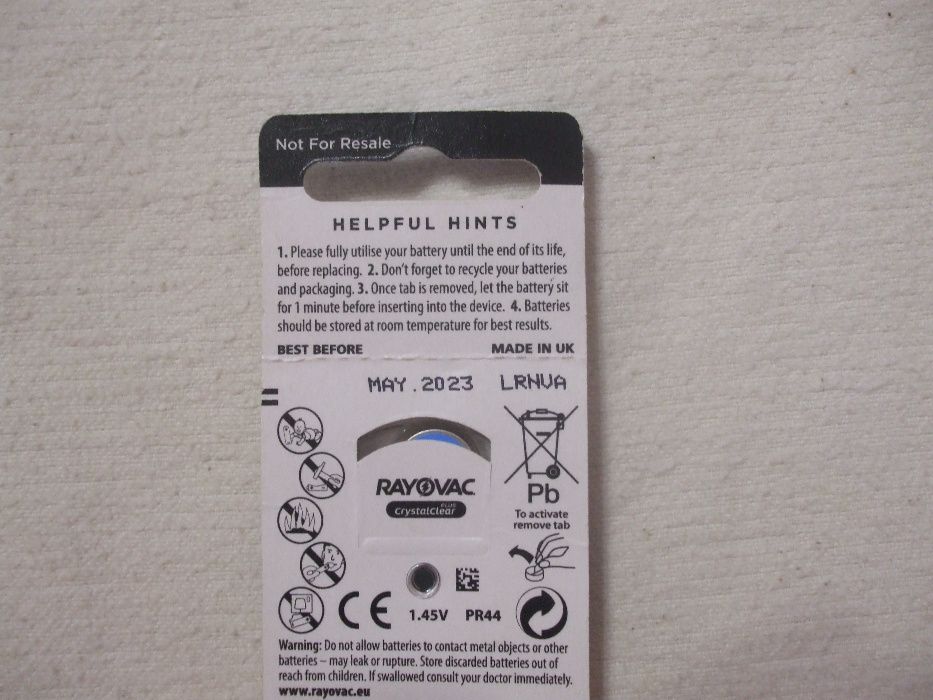 Not For Resale
HELPFUL HINTS
1. Please fully utilise your battery until the end of its life,
before replacing. 2. Don't forget to recycle your batteries
and packaging. 3. Once tab is removed, let the battery sit
for 1 minute before inserting into the device. 4. Batteries
should be stored at room temperature for best results.
BEST BEFORE MADE IN UK
MAY.2023 LRNVA
RAYOVAC
PLUS
CrystalClear
Pb
To activate
remove tab
CE 1.45V PR44
Warning: Do not allow batteries to contact metal objects or other
batteries – may leak or rupture. Store discarded batteries out of
reach from children. If swallowed consult your doctor immediately.
www.rayovac.eu